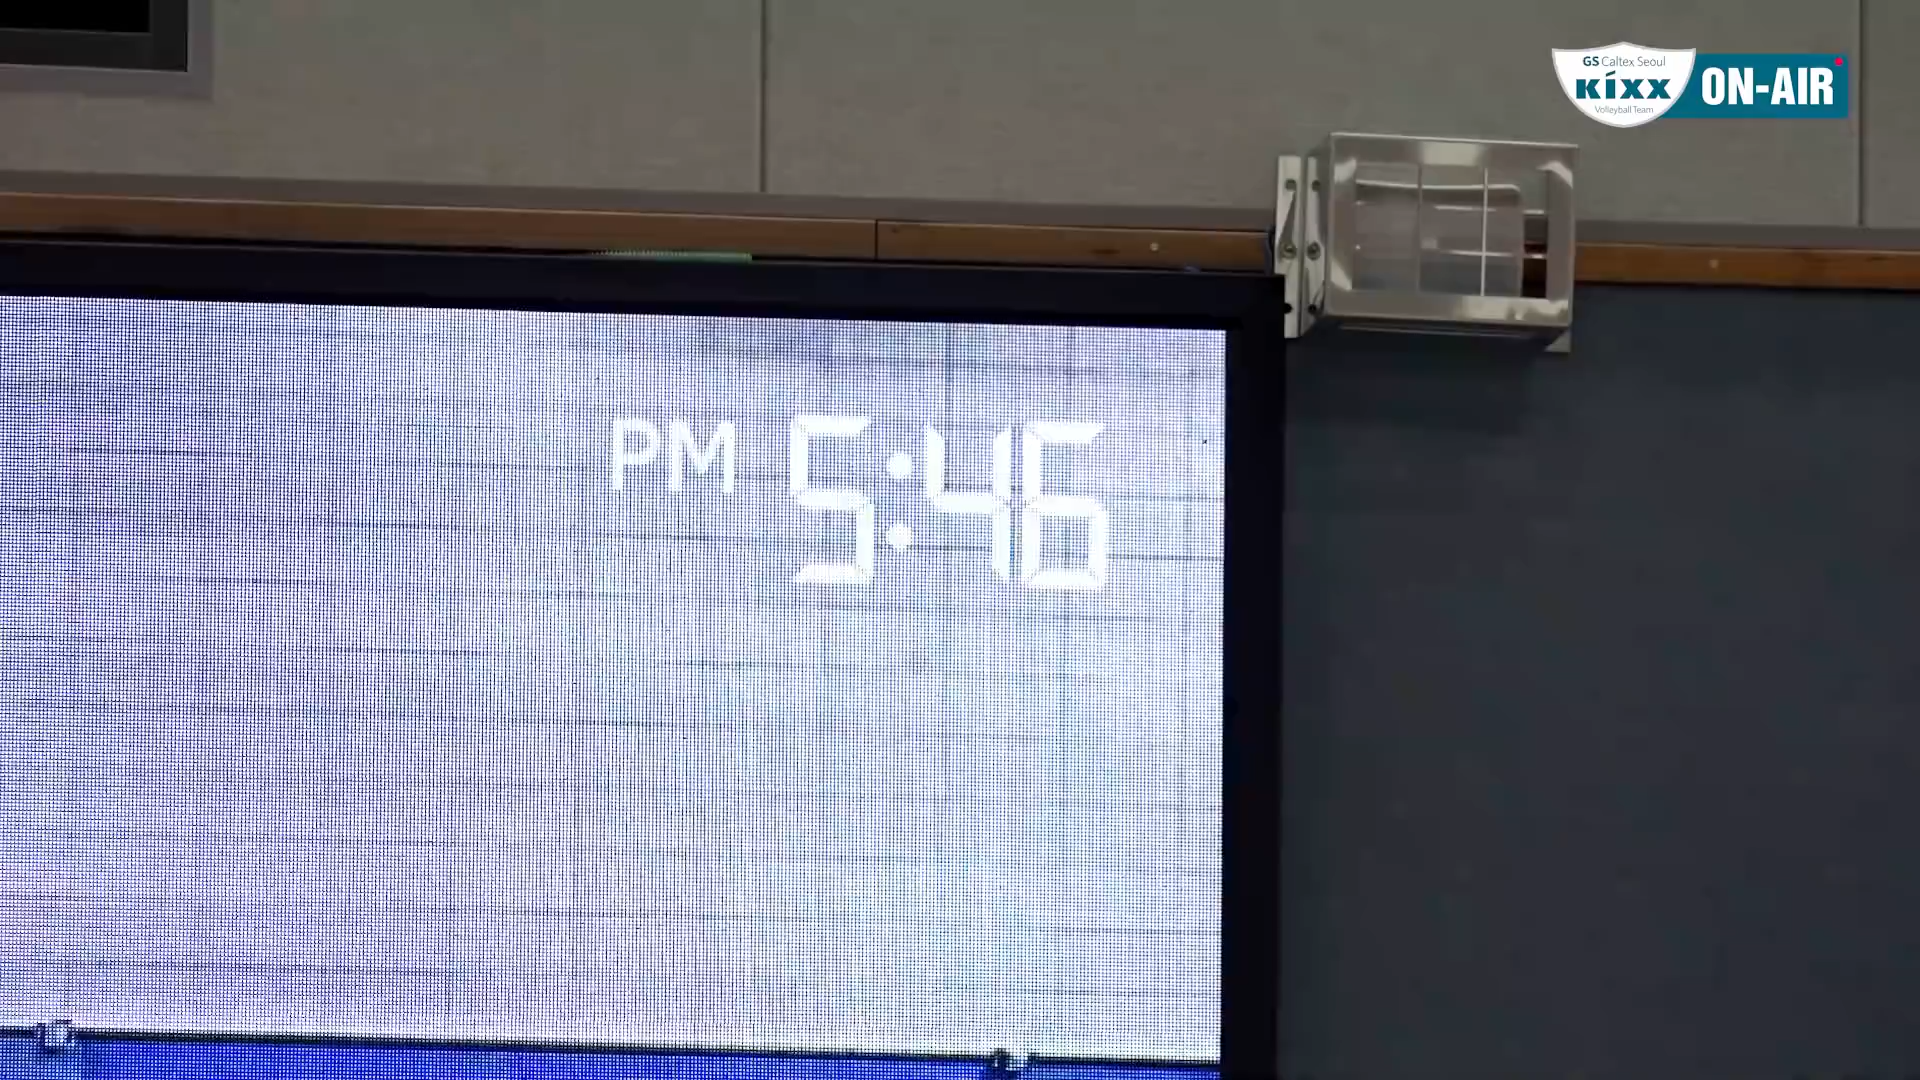 GS Caltex Seoul
KIXX
Volleyball Team
ON-AIR
PM 5:46